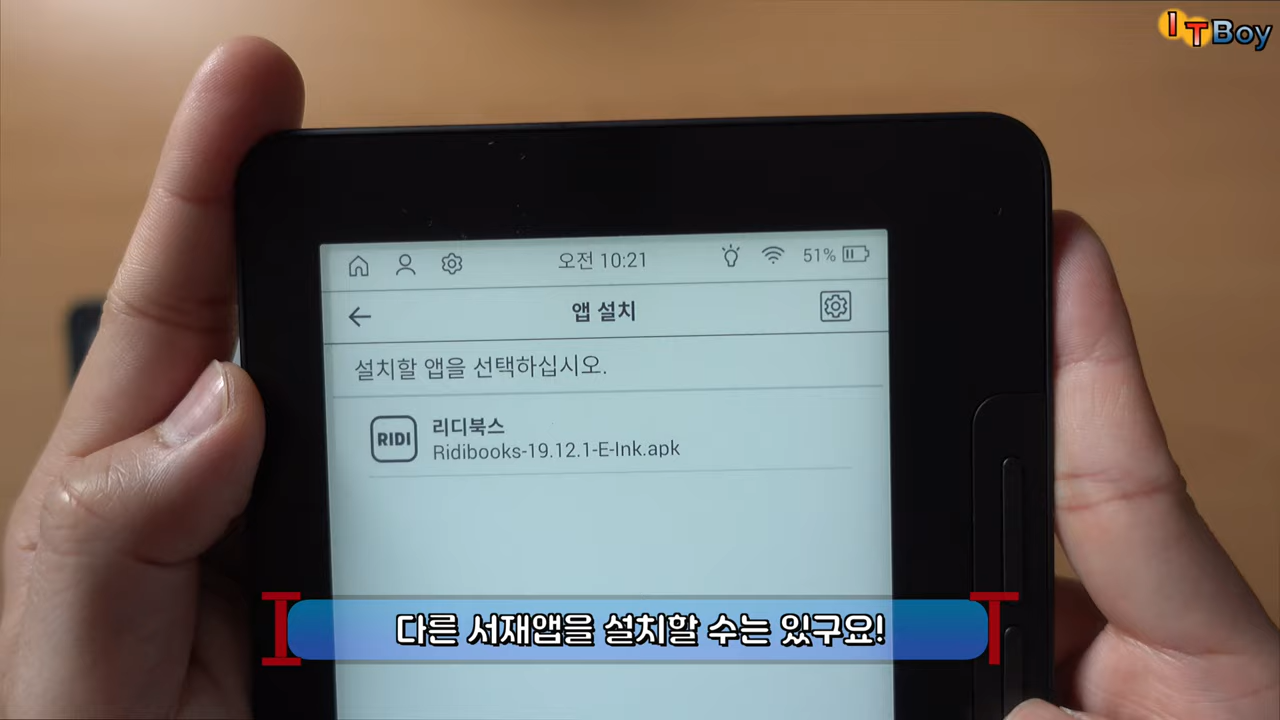 ITBoy
오전 10:21
51%
앱 설치
설치할 앱을 선택하십시오.
RIDI
리디북스
Ridibooks-19.12.1-E-Ink.apk
I 다른 서재앱을 설치할 수는 있구요! T